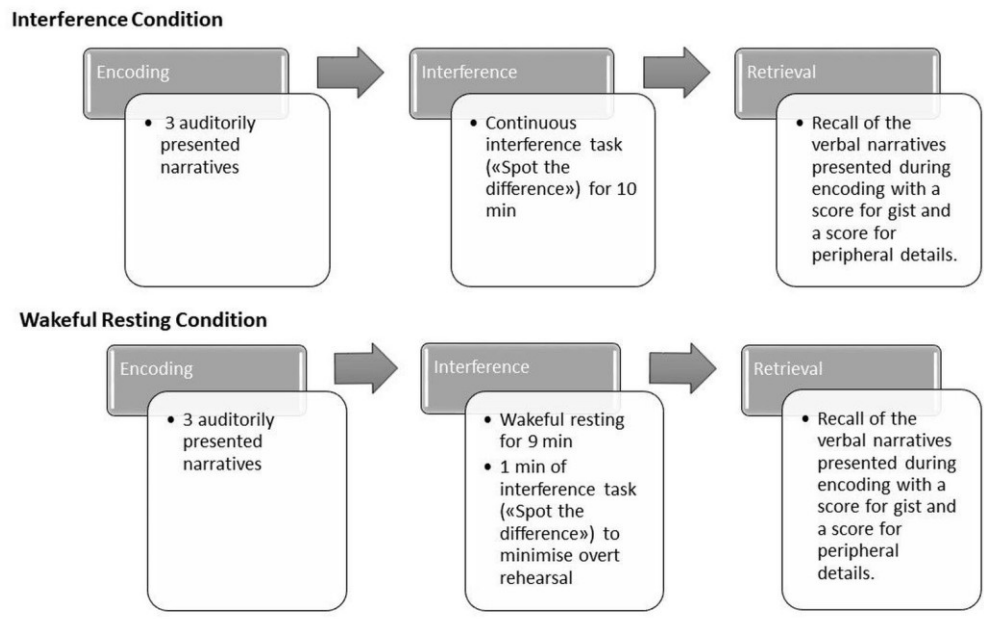 Interference Condition
Encoding
• 3 auditorily
presented
narratives
Interference
• Continuous
interference task
(«Spot the
difference») for 10
min
Retrieval
• Recall of the
verbal narratives
presented during
encoding with a
score for gist and
a score for
peripheral details.
Wakeful Resting Condition
Encoding
• 3 auditorily
presented
narratives
Interference
• Wakeful resting
for 9 min
• 1 min of
interference task
(«Spot the
difference») to
minimise overt
rehearsal
Retrieval
• Recall of the
verbal narratives
presented during
encoding with a
score for gist and
a score for
peripheral
details.